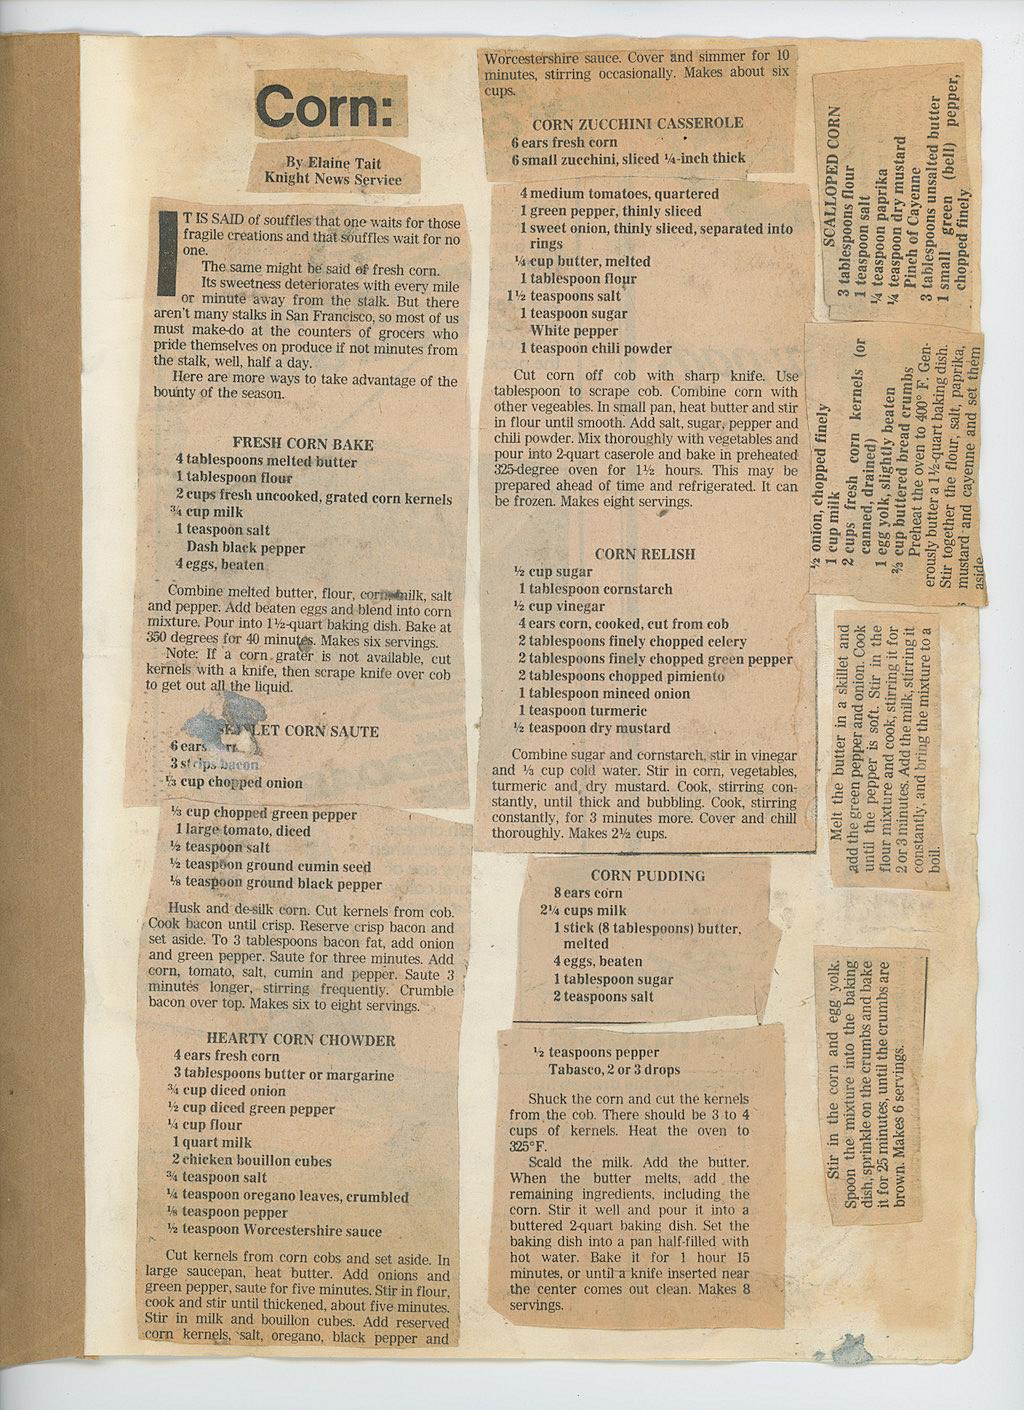 Corn:
By Elaine Tait
Knight News Service
IT IS SAID of souffles that one waits for those
fragile creations and that souffles wait for no
one.
The same might be said of fresh corn.
Its sweetness deteriorates with every mile
or minute away from the stalk. But there
aren't many stalks in San Francisco, so most of us
must make-do at the counters of grocers who
pride themselves on produce if not minutes from
the stalk, well, half a day.
Here are more ways to take advantage of the
bounty of the season.
FRESH CORN BAKE
4 tablespoons melted butter
1 tablespoon flour
2 cups fresh uncooked, grated corn kernels
¾ cup milk
1 teaspoon salt
Dash black pepper
4 eggs, beaten
Combine melted butter, flour, corn, milk, salt
and pepper. Add beaten eggs and blend into corn
mixture. Pour into 1½-quart baking dish. Bake at
350 degrees for 40 minutes. Makes six servings.
Note: If a corn grater is not available, cut
kernels with a knife, then scrape knife over cob
to get out all the liquid.
CORN SAUTE
6 ears
3 strips bacon
⅓ cup chopped onion
⅓ cup chopped green pepper
1 large tomato, diced
½ teaspoon salt
½ teaspoon ground cumin seed
⅛ teaspoon ground black pepper
Husk and de-silk corn. Cut kernels from cob.
Cook bacon until crisp. Reserve crisp bacon and
set aside. To 3 tablespoons bacon fat, add onion
and green pepper. Saute for three minutes. Add
corn, tomato, salt, cumin and pepper. Saute 3
minutes longer, stirring frequently. Crumble
bacon over top. Makes six to eight servings.
HEARTY CORN CHOWDER
4 ears fresh corn
3 tablespoons butter or margarine
¾ cup diced onion
½ cup diced green pepper
¼ cup flour
1 quart milk
2 chicken bouillon cubes
¾ teaspoon salt
¼ teaspoon oregano leaves, crumbled
⅛ teaspoon pepper
½ teaspoon Worcestershire sauce
Cut kernels from corn cobs and set aside. In
large saucepan, heat butter. Add onions and
green pepper, saute for five minutes. Stir in flour,
cook and stir until thickened, about five minutes.
Stir in milk and bouillon cubes. Add reserved
corn kernels, salt, oregano, black pepper and
Worcestershire sauce. Cover and simmer for 10
minutes, stirring occasionally. Makes about six
cups.
CORN ZUCCHINI CASSEROLE
6 ears fresh corn
6 small zucchini, sliced ¼-inch thick
4 medium tomatoes, quartered
1 green pepper, thinly sliced
1 sweet onion, thinly sliced, separated into
rings
¼ cup butter, melted
1 tablespoon flour
1½ teaspoons salt
1 teaspoon sugar
White pepper
1 teaspoon chili powder
Cut corn off cob with sharp knife. Use
tablespoon to scrape cob. Combine corn with
other vegeables. In small pan, heat butter and stir
in flour until smooth. Add salt, sugar, pepper and
chili powder. Mix thoroughly with vegetables and
pour into 2-quart caserole and bake in preheated
325-degree oven for 1½ hours. This may be
prepared ahead of time and refrigerated. It can
be frozen. Makes eight servings.
CORN RELISH
½ cup sugar
1 tablespoon cornstarch
½ cup vinegar
4 ears corn, cooked, cut from cob
2 tablespoons finely chopped celery
2 tablespoons finely chopped green pepper
2 tablespoons chopped pimiento
1 tablespoon minced onion
1 teaspoon turmeric
½ teaspoon dry mustard
Combine sugar and cornstarch, stir in vinegar
and ⅓ cup cold water. Stir in corn, vegetables,
turmeric and dry mustard. Cook, stirring con-
stantly, until thick and bubbling. Cook, stirring
constantly, for 3 minutes more. Cover and chill
thoroughly. Makes 2½ cups.
CORN PUDDING
8 ears corn
2¼ cups milk
1 stick (8 tablespoons) butter,
melted
4 eggs, beaten
1 tablespoon sugar
2 teaspoons salt
½ teaspoons pepper
Tabasco, 2 or 3 drops
Shuck the corn and cut the kernels
from the cob. There should be 3 to 4
cups of kernels. Heat the oven to
325°F.
Scald the milk. Add the butter.
When the butter melts, add the
remaining ingredients, including the
corn. Stir it well and pour it into a
buttered 2-quart baking dish. Set the
baking dish into a pan half-filled with
hot water. Bake it for 1 hour 15
minutes, or until a knife inserted near
the center comes out clean. Makes 8
servings.
SCALLOPED CORN
3 tablespoons flour
1 teaspoon salt
¼ teaspoon paprika
¼ teaspoon dry mustard
Pinch of Cayenne
3 tablespoons unsalted butter
1 small green (bell) pepper,
chopped finely
½ onion, chopped finely
1 cup milk
2 cups fresh corn kernels (or
canned, drained)
1 egg yolk, slightly beaten
⅔ cup buttered bread crumbs
Preheat the oven to 400° F. Gen-
erously butter a 1½-quart baking dish.
Stir together the flour, salt, paprika,
mustard and cayenne and set them
aside.
Melt the butter in a skillet and
add the green pepper and onion. Cook
until the pepper is soft. Stir in the
flour mixture and cook, stirring it for
2 or 3 minutes. Add the milk, stirring it
constantly, and bring the mixture to a
boil.
Stir in the corn and egg yolk.
Spoon the mixture into the baking
dish, sprinkle on the crumbs and bake
it for 25 minutes, until the crumbs are
brown. Makes 6 servings.